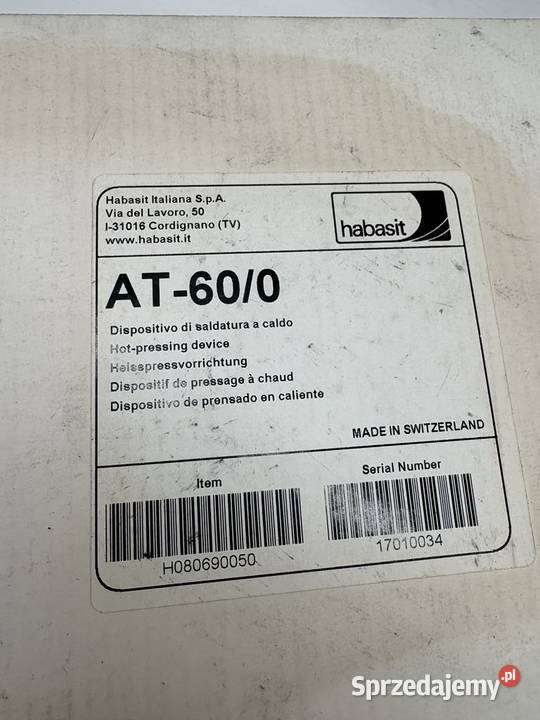 Habasit Italiana S.p.A.
Via del Lavoro, 50
I-31016 Cordignano (TV)
www.habasit.it
habasit
AT-60/0
Dispositivo di saldatura a caldo
Hot-pressing device
Heisspressvorrichtung
Dispositif de pressage à chaud
Dispositivo de prensado en caliente
MADE IN SWITZERLAND
Item
Serial Number
H080690050
17010034
Sprzedajemy.pl